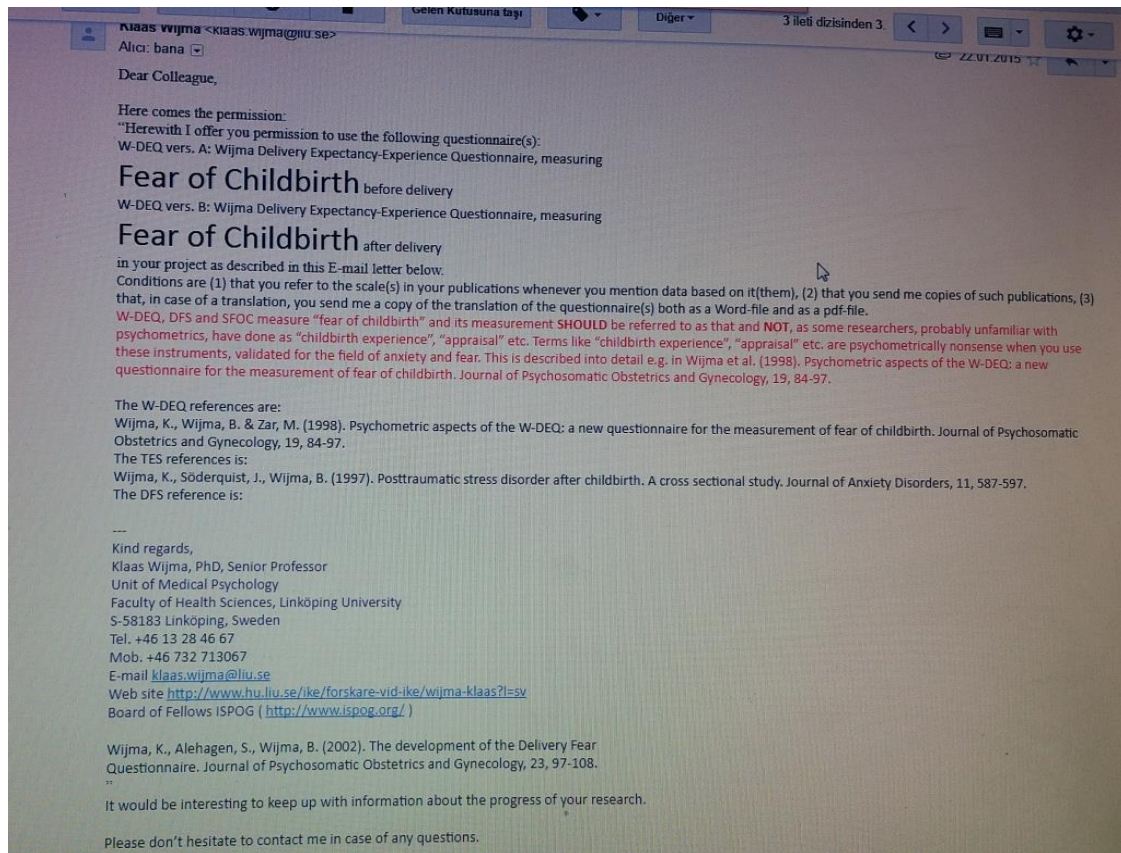 Gelen Kutusuna taşı
Diğer
3 ileti dizisinden 3.
Klaas Wijma <klaas.wijma@liu.se>
Alıcı: bana
22.01.2015
Dear Colleague,
Here comes the permission:
“Herewith I offer you permission to use the following questionnaire(s):
W-DEQ vers. A: Wijma Delivery Expectancy-Experience Questionnaire, measuring
Fear of Childbirth before delivery
W-DEQ vers. B: Wijma Delivery Expectancy-Experience Questionnaire, measuring
Fear of Childbirth after delivery
in your project as described in this E-mail letter below.
Conditions are (1) that you refer to the scale(s) in your publications whenever you mention data based on it(them), (2) that you send me copies of such publications, (3)
that, in case of a translation, you send me a copy of the translation of the questionnaire(s) both as a Word-file and as a pdf-file.
W-DEQ, DFS and SFOC measure “fear of childbirth” and its measurement SHOULD be referred to as that and NOT, as some researchers, probably unfamiliar with
psychometrics, have done as “childbirth experience”, “appraisal” etc. Terms like “childbirth experience”, “appraisal” etc. are psychometrically nonsense when you use
these instruments, validated for the field of anxiety and fear. This is described into detail e.g. in Wijma et al. (1998). Psychometric aspects of the W-DEQ: a new
questionnaire for the measurement of fear of childbirth. Journal of Psychosomatic Obstetrics and Gynecology, 19, 84-97.
The W-DEQ references are:
Wijma, K., Wijma, B. & Zar, M. (1998). Psychometric aspects of the W-DEQ: a new questionnaire for the measurement of fear of childbirth. Journal of Psychosomatic
Obstetrics and Gynecology, 19, 84-97.
The TES references is:
Wijma, K., Söderquist, J., Wijma, B. (1997). Posttraumatic stress disorder after childbirth. A cross sectional study. Journal of Anxiety Disorders, 11, 587-597.
The DFS reference is:
---
Kind regards,
Klaas Wijma, PhD, Senior Professor
Unit of Medical Psychology
Faculty of Health Sciences, Linköping University
S-58183 Linköping, Sweden
Tel. +46 13 28 46 67
Mob. +46 732 713067
E-mail klaas.wijma@liu.se
Web site http://www.hu.liu.se/ike/forskare-vid-ike/wijma-klaas?l=sv
Board of Fellows ISPOG ( http://www.ispog.org/ )
Wijma, K., Alehagen, S., Wijma, B. (2002). The development of the Delivery Fear
Questionnaire. Journal of Psychosomatic Obstetrics and Gynecology, 23, 97-108.
”
It would be interesting to keep up with information about the progress of your research.
Please don’t hesitate to contact me in case of any questions.